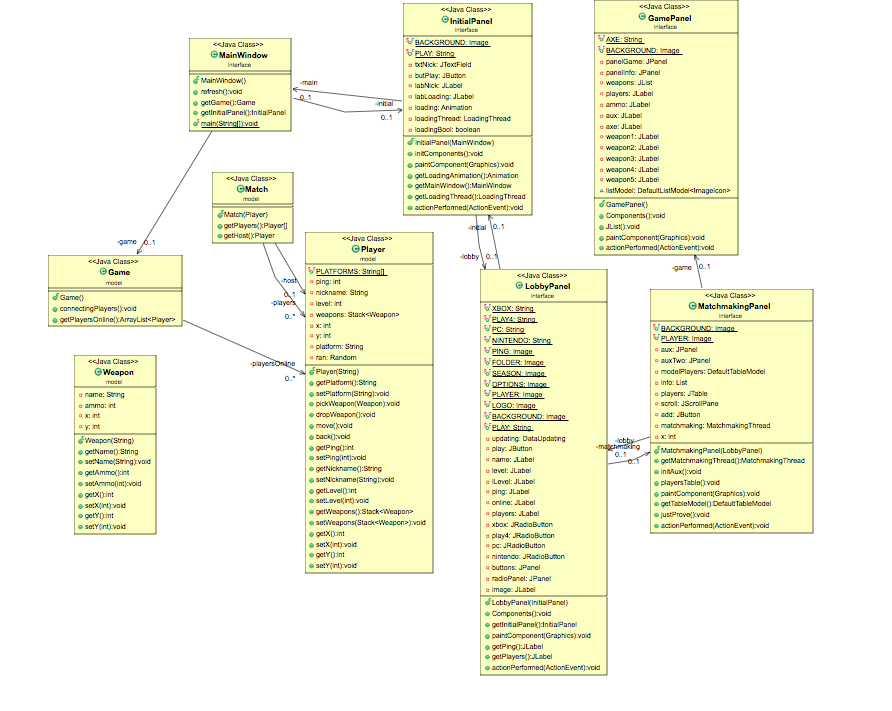 <<Java Class>>
MainWindow
Interface
MainWindow()
refresh():void
getGame():Game
getInitialPanel():InitialPanel
main(String[]):void
<<Java Class>>
InitialPanel
Interface
BACKGROUND: Image
PLAY: String
txtNick: JTextField
butPlay: JButton
labNick: JLabel
labLoading: JLabel
loading: Animation
loadingThread: LoadingThread
loadingBool: boolean
InitialPanel(MainWindow)
initComponents():void
paintComponent(Graphics):void
getLoadingAnimation():Animation
getMainWindow():MainWindow
getLoadingThread():LoadingThread
actionPerformed(ActionEvent):void
<<Java Class>>
GamePanel
Interface
AXE: String
BACKGROUND: Image
panelGame: JPanel
panelInfo: JPanel
weapons: JList
players: JLabel
ammo: JLabel
aux: JLabel
axe: JLabel
weapon1: JLabel
weapon2: JLabel
weapon3: JLabel
weapon4: JLabel
weapon5: JLabel
listModel: DefaultListModel<ImageIcon>
GamePanel()
Components():void
JList():void
paintComponent(Graphics):void
actionPerformed(ActionEvent):void
-main
0..1
-initial
0..1
<<Java Class>>
Match
model
Match(Player)
getPlayers():Player[]
getHost():Player
-game
0..1
<<Java Class>>
Game
model
Game()
connectingPlayers():void
getPlayersOnline():ArrayList<Player>
-host
0..1
-players
0..*
-playersOnline
0..*
<<Java Class>>
Player
model
PLATFORMS: String[]
ping: int
nickname: String
level: int
weapons: Stack<Weapon>
x: int
y: int
platform: String
ran: Random
Player(String)
getPlatform():String
setPlatform(String):void
pickWeapon(Weapon):void
dropWeapon():void
move():void
back():void
getPing():int
setPing(int):void
getNickname():String
setNickname(String):void
getLevel():int
setLevel(int):void
getWeapons():Stack<Weapon>
setWeapons(Stack<Weapon>):void
getX():int
setX(int):void
getY():int
setY(int):void
<<Java Class>>
Weapon
model
name: String
ammo: int
x: int
y: int
Weapon(String)
getName():String
setName(String):void
getAmmo():int
setAmmo(int):void
getX():int
setX(int):void
getY():int
setY(int):void
-initial
0..1
-lobby
0..1
<<Java Class>>
LobbyPanel
Interface
XBOX: String
PLAY4: String
PC: String
NINTENDO: String
PING: Image
FOLDER: Image
SEASON: Image
OPTIONS: Image
PLAYER: Image
LOGO: Image
BACKGROUND: Image
PLAY: String
updating: DataUpdating
play: JButton
name: JLabel
level: JLabel
iLevel: JLabel
ping: JLabel
online: JLabel
players: JLabel
xbox: JRadioButton
play4: JRadioButton
pc: JRadioButton
nintendo: JRadioButton
buttons: JPanel
radioPanel: JPanel
image: JLabel
LobbyPanel(InitialPanel)
Components():void
getInitialPanel():InitialPanel
paintComponent(Graphics):void
getPing():JLabel
getPlayers():JLabel
actionPerformed(ActionEvent):void
-lobby
0..1
-matchmaking
0..1
-game
0..1
<<Java Class>>
MatchmakingPanel
Interface
BACKGROUND: Image
PLAYER: Image
aux: JPanel
auxTwo: JPanel
modelPlayers: DefaultTableModel
info: List
players: JTable
scroll: JScrollPane
add: JButton
matchmaking: MatchmakingThread
x: int
MatchmakingPanel(LobbyPanel)
getMatchmakingThread():MatchmakingThread
initAux():void
playersTable():void
paintComponent(Graphics):void
getTableModel():DefaultTableModel
justProve():void
actionPerformed(ActionEvent):void